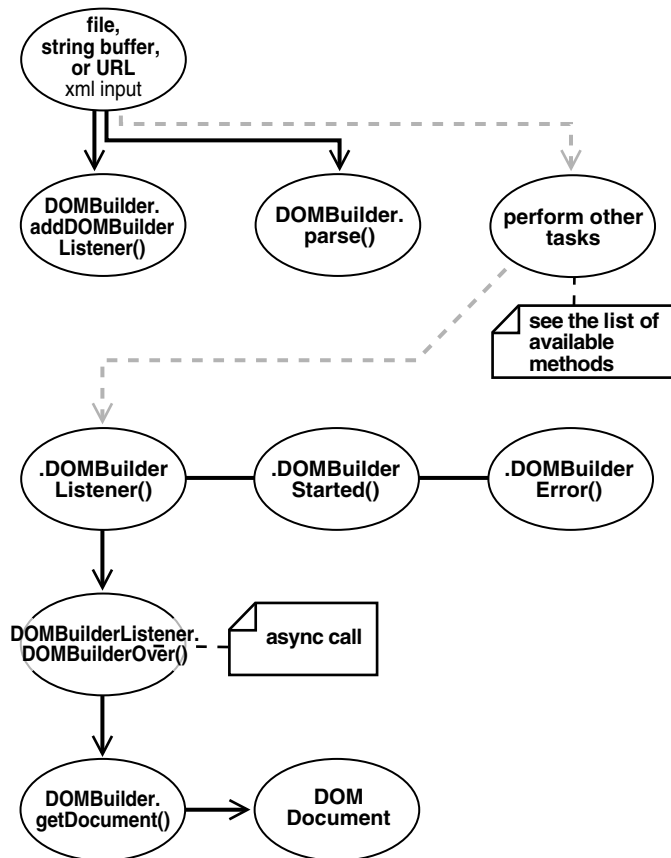 file,
string buffer,
or URL
xml input
DOMBuilder.
addDOMBuilder
Listener()
DOMBuilder.
parse()
perform other
tasks
see the list of
available
methods
.DOMBuilder
Listener()
.DOMBuilder
Started()
.DOMBuilder
Error()
DOMBuilderListener.
DOMBuilderOver()
async call
DOMBuilder.
getDocument()
DOM
Document